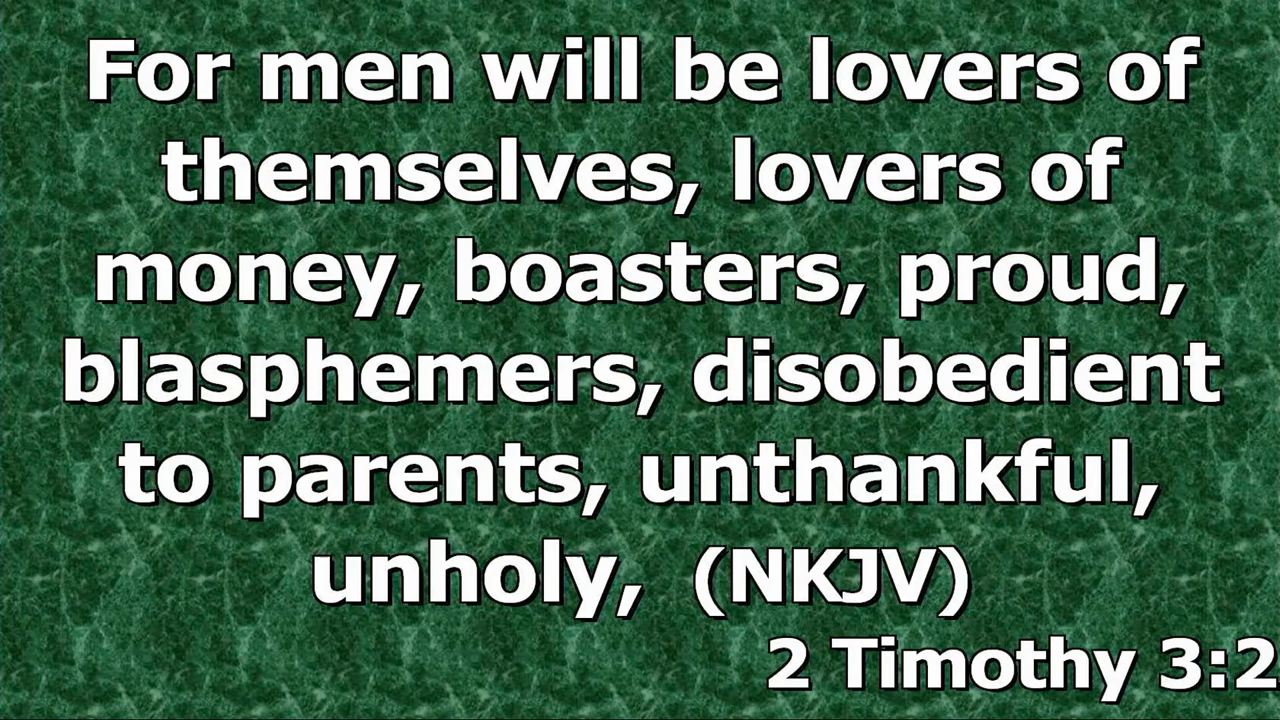 For men will be lovers of
themselves, lovers of
money, boasters, proud,
blasphemers, disobedient
to parents, unthankful,
unholy, (NKJV)
2 Timothy 3:2